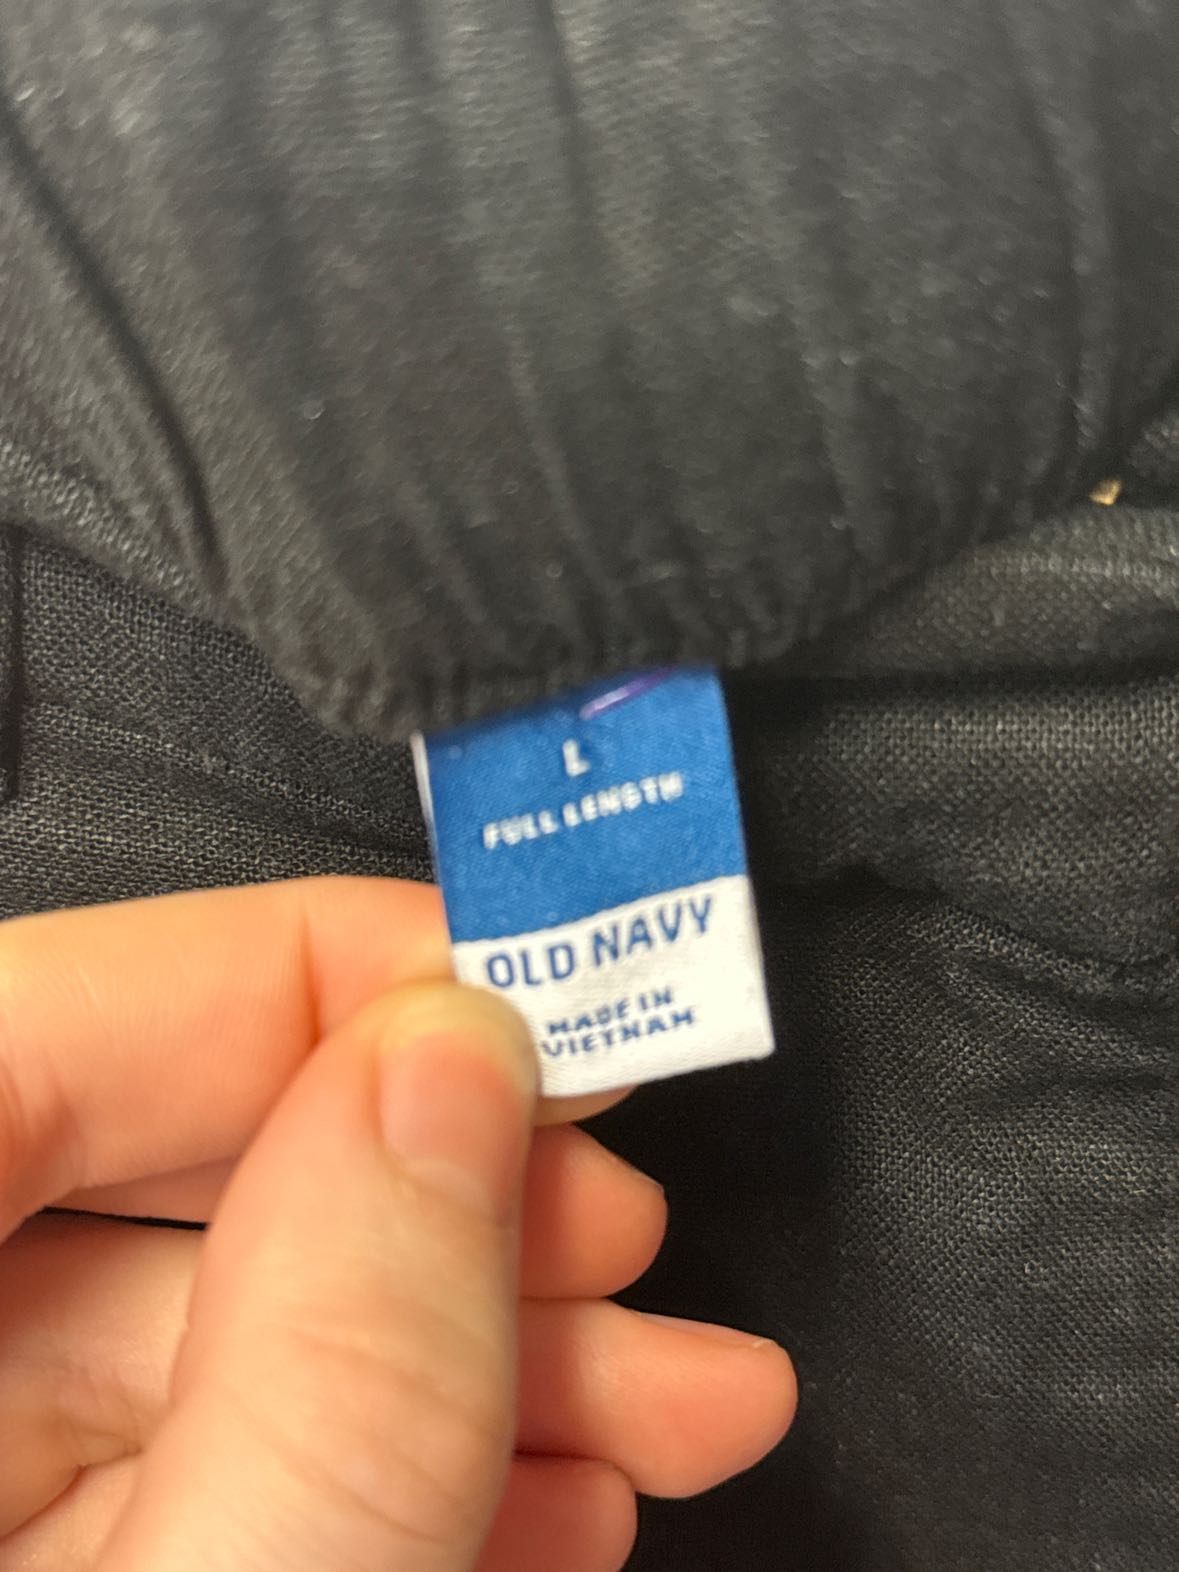 L
FULL LENGTH
OLD NAVY
MADE IN
VIETNAM